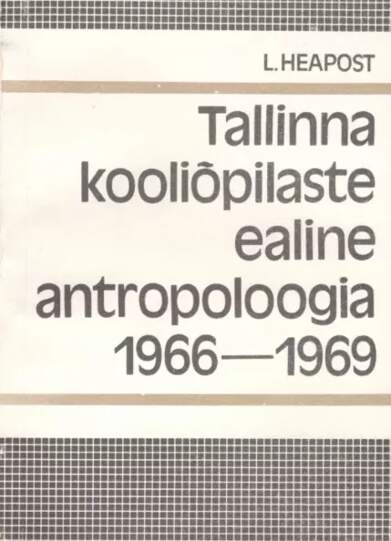 L.HEAPOST
Tallinna
kooliõpilaste
ealine
antropoloogia
1966—1969